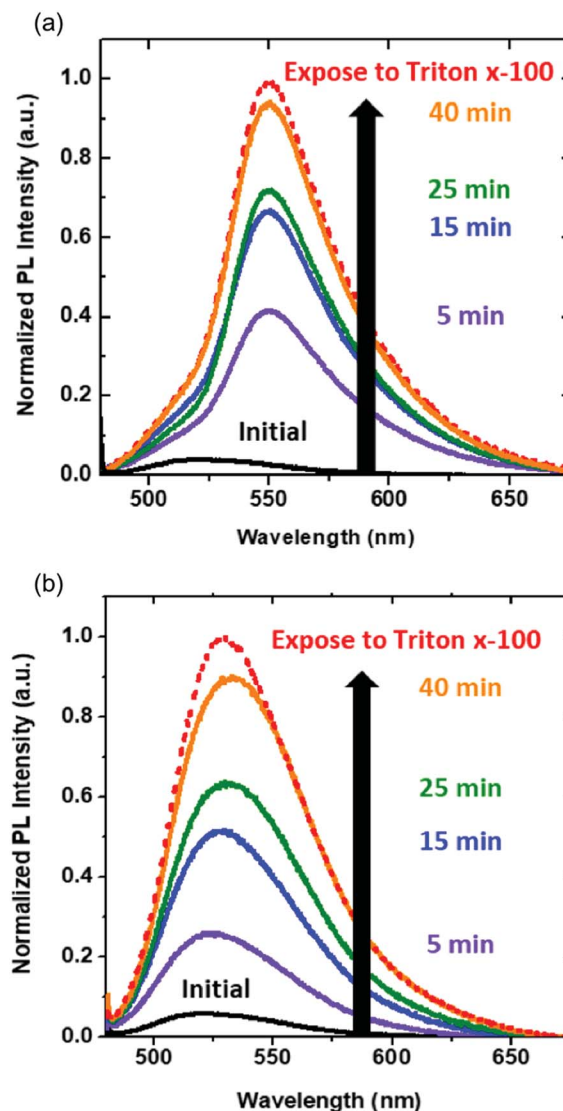 (a)
Expose to Triton x-100
40 min
25 min
15 min
5 min
Initial
Normalized PL Intensity (a.u.)
1.0
0.8
0.6
0.4
0.2
0.0
500 550 600 650
Wavelength (nm)
(b)
Expose to Triton x-100
40 min
25 min
15 min
5 min
Initial
Normalized PL Intensity (a.u.)
1.0
0.8
0.6
0.4
0.2
0.0
500 550 600 650
Wavelength (nm)